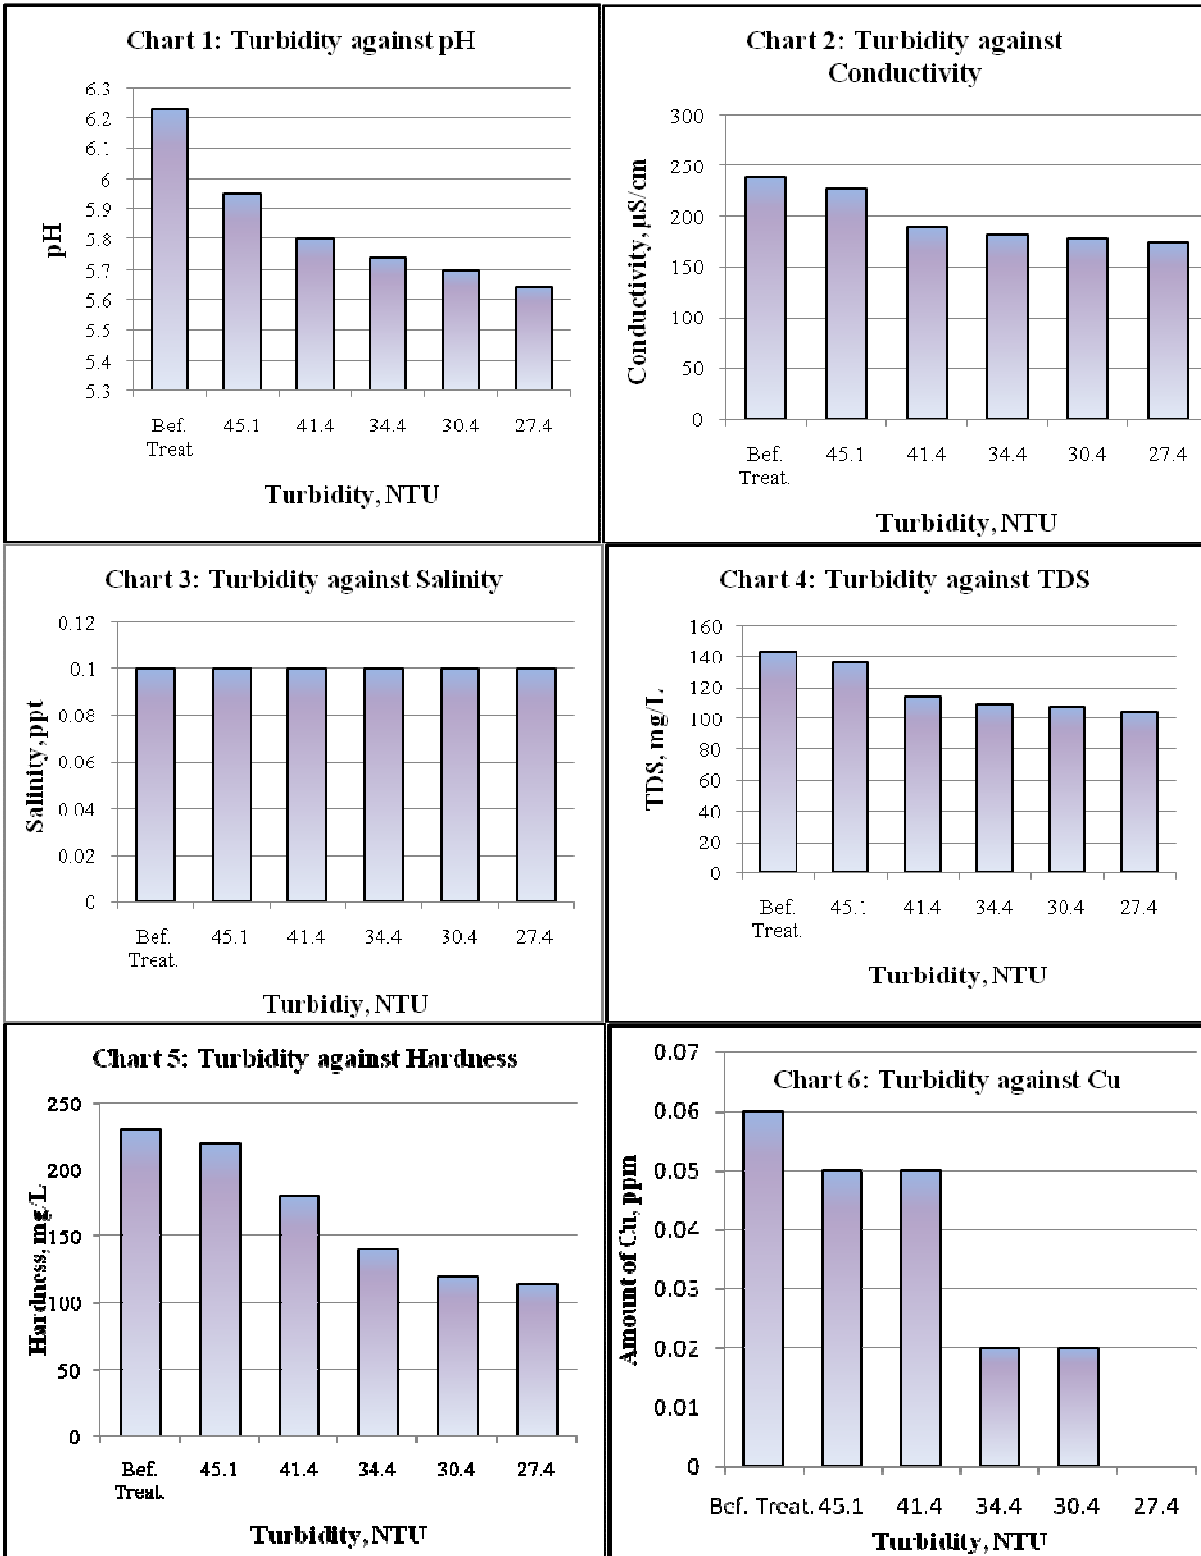 Chart 1: Turbidity against pH
6.3
6.2
6.1
6
5.9
5.8
5.7
5.6
5.5
5.4
5.3
pH
Bef. 45.1 41.4 34.4 30.4 27.4
Treat
Turbidity, NTU
Chart 2: Turbidity against
Conductivity
300
250
200
150
100
50
0
Conductivity, µS/cm
Bef. 45.1 41.4 34.4 30.4 27.4
Treat.
Turbidity, NTU
Chart 3: Turbidity against Salinity
0.12
0.1
0.08
0.06
0.04
0.02
0
Salinity, ppt
Bef. 45.1 41.4 34.4 30.4 27.4
Treat.
Turbidiy, NTU
Chart 4: Turbidity against TDS
160
140
120
100
80
60
40
20
0
TDS, mg/L
Bef. 45.1 41.4 34.4 30.4 27.4
Treat.
Turbidity, NTU
Chart 5: Turbidity against Hardness
250
200
150
100
50
0
Hardness, mg/L
Bef. 45.1 41.4 34.4 30.4 27.4
Treat.
Turbidity, NTU
Chart 6: Turbidity against Cu
0.07
0.06
0.05
0.04
0.03
0.02
0.01
0
Amount of Cu, ppm
Bef. Treat. 45.1 41.4 34.4 30.4 27.4
Turbidity, NTU